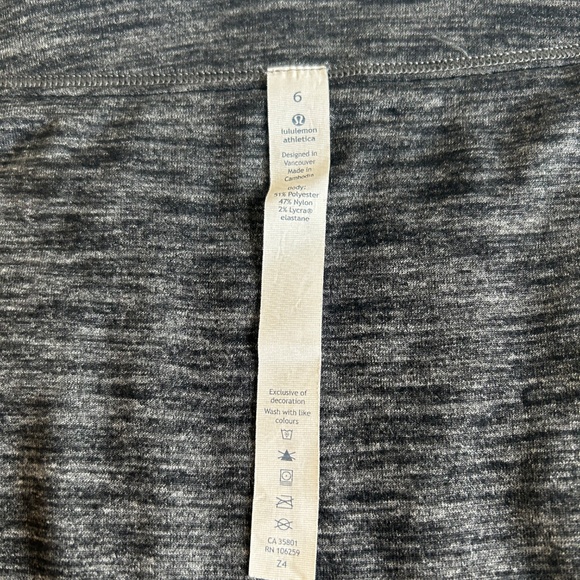 6
lululemon
athletica
Designed in
Vancouver
Made in
Cambodia
body:
51% Polyester
47% Nylon
2% Lycra®
elastane
Exclusive of
decoration
Wash with like
colours
CA 35801
RN 106259
Z4